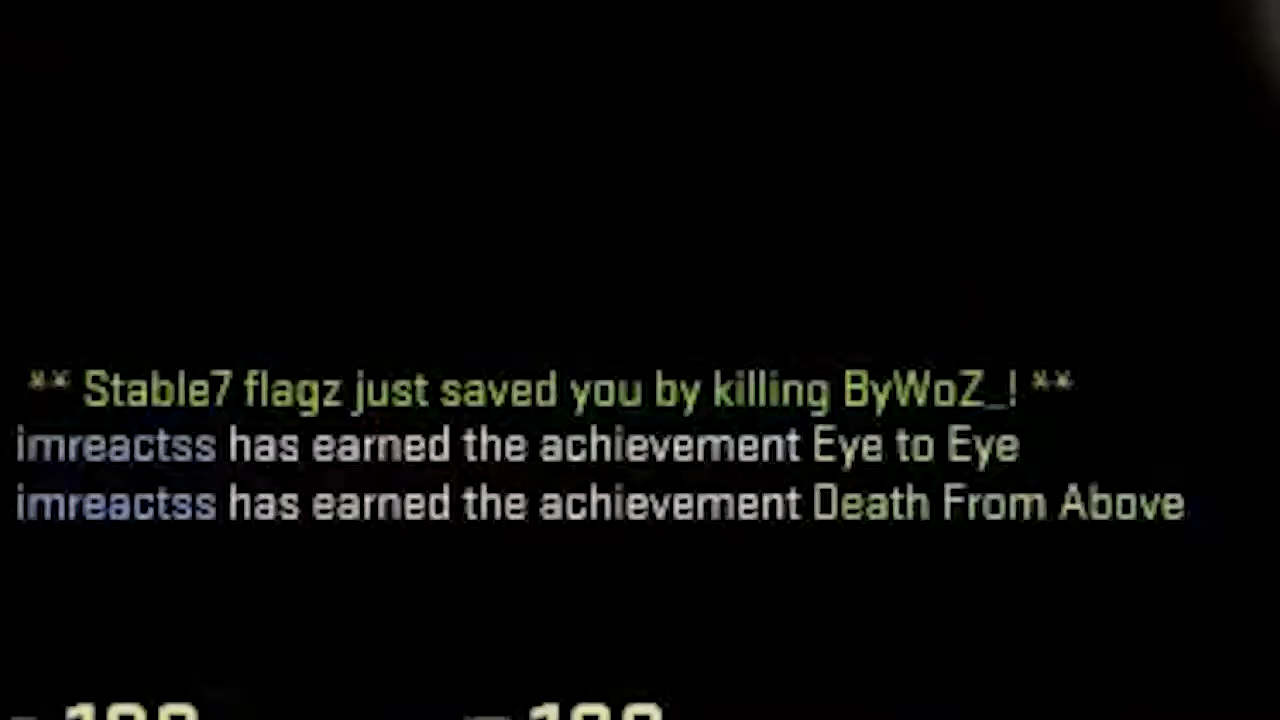 ** Stable7 flagz just saved you by killing ByWoZ_! **
imreactss has earned the achievement Eye to Eye
imreactss has earned the achievement Death From Above